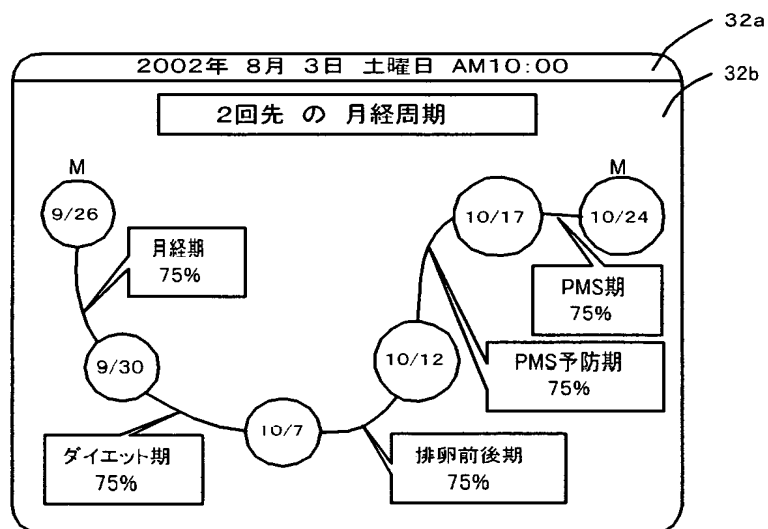 32a
2002年 8月 3日 土曜日 AM10:00
32b
2回先 の 月経周期
M
M
9/26
10/17
10/24
月経期
75%
PMS期
75%
9/30
10/12
PMS予防期
75%
10/7
ダイエット期
75%
排卵前後期
75%